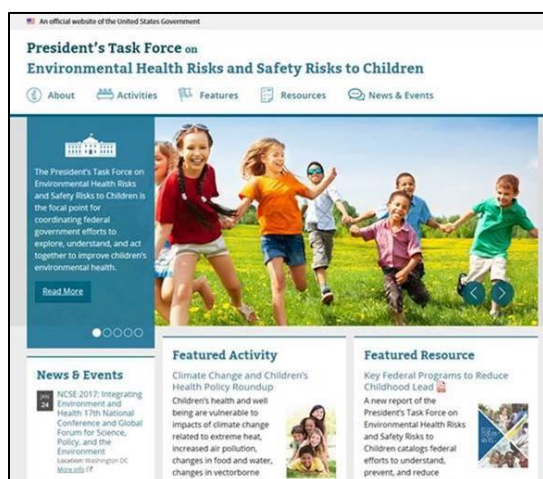 An official website of the United States Government
President's Task Force on
Environmental Health Risks and Safety Risks to Children
About Activities Features Resources News & Events
The President's Task Force on
Environmental Health Risks
and Safety Risks to Children is
the focal point for
coordinating federal
government efforts to
explore, understand, and act
together to improve children's
environmental health.
Read More
News & Events
JAN
24
NCSE 2017: Integrating
Environment and
Health 17th National
Conference and Global
Forum for Science,
Policy, and the
Environment
Location: Washington DC
More info
Featured Activity
Climate Change and Children's
Health Policy Roundup
Children's health and well
being are vulnerable to
impacts of climate change
related to extreme heat,
increased air pollution,
changes in food and water,
changes in vectorborne
Featured Resource
Key Federal Programs to Reduce
Childhood Lead
A new report of the
President's Task Force on
Environmental Health Risks
and Safety Risks to
Children catalogs federal
efforts to understand,
prevent, and reduce